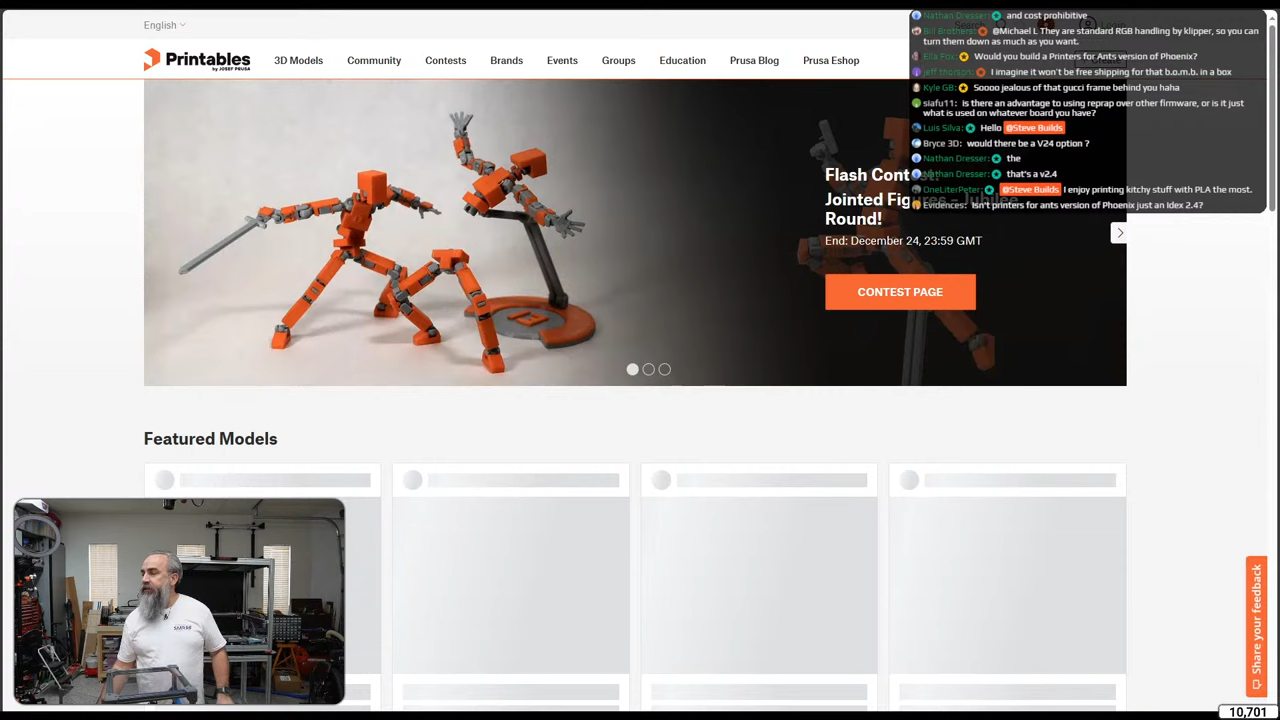 English
Printables
by JOSEF PRUSA
3D Models
Community
Contests
Brands
Events
Groups
Education
Prusa Blog
Prusa Eshop
Nathan Dresser: and cost prohibitive
Bill Brothers: @Michael L They are standard RGB handling by klipper, so you can
turn them down as much as you want.
Ella Fox: Would you build a Printers for Ants version of Phoenix?
jeff thorson: I imagine it won't be free shipping for that b.o.m.b. in a box
Kyle GB: Soooo jealous of that gucci frame behind you haha
siafu11: is there an advantage to using reprap over other firmware, or is it just
what is used on whatever board you have?
Luis Silva: Hello @Steve Builds
Bryce 3D: would there be a V24 option ?
Nathan Dresser: the
Nathan Dresser: that's a v2.4
OneLiterPeter: @Steve Builds I enjoy printing kitchy stuff with PLA the most.
Evidences: Isn't printers for ants version of Phoenix just an Idex 2.4?
Flash Contest:
Jointed Figures – Jubilee
Round!
End: December 24, 23:59 GMT
CONTEST PAGE
Featured Models
Share your feedback
10,701